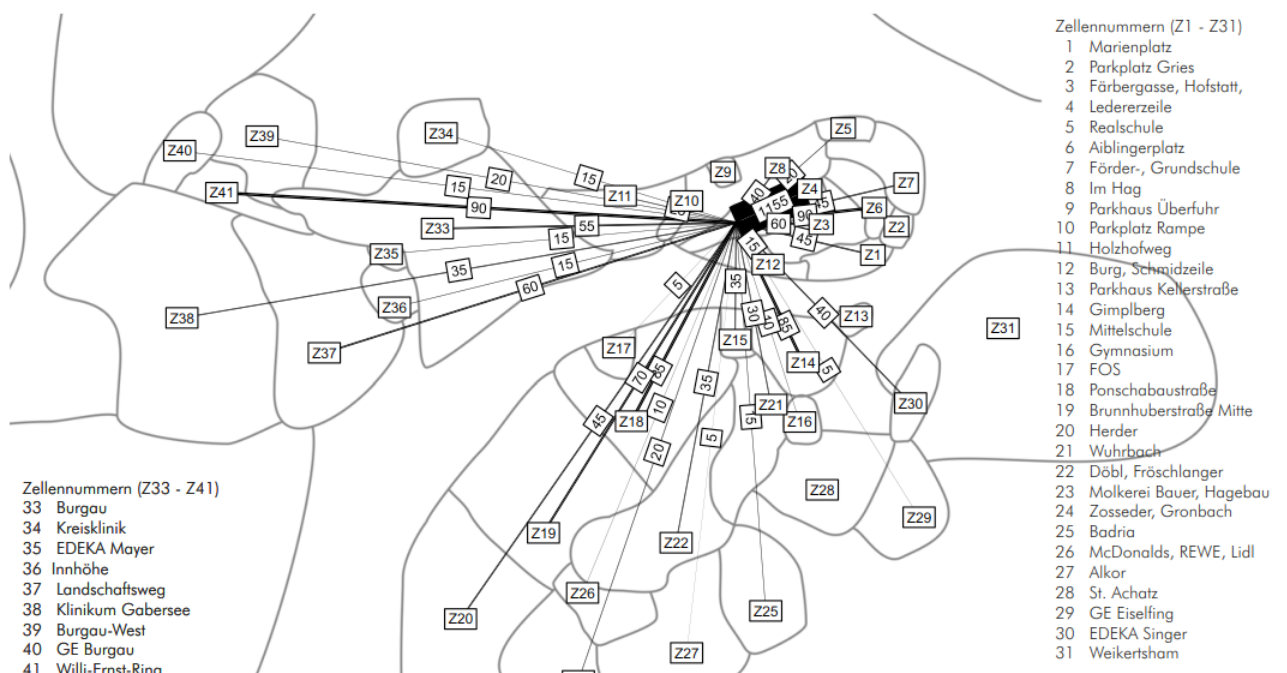 Zellennummern (Z1 - Z31)
1 Marienplatz
2 Parkplatz Gries
3 Färbergasse, Hofstatt,
4 Ledererzeile
5 Realschule
6 Aiblingerplatz
7 Förder-, Grundschule
8 Im Hag
9 Parkhaus Überfuhr
10 Parkplatz Rampe
11 Holzhofweg
12 Burg, Schmidzeile
13 Parkhaus Kellerstraße
14 Gimplberg
15 Mittelschule
16 Gymnasium
17 FOS
18 Ponschabaustraße
19 Brunnhuberstraße Mitte
20 Herder
21 Wuhrbach
22 Döbl, Fröschlanger
23 Molkerei Bauer, Hagebau
24 Zosseder, Gronbach
25 Badria
26 McDonalds, REWE, Lidl
27 Alkor
28 St. Achatz
29 GE Eiselfing
30 EDEKA Singer
31 Weikertsham
Z5
Z39
Z34
Z40
Z8
Z9
20
15
20
Z7
Z4
15
Z41
Z11
40
Z10
90
1155
45
Z6
90
Z33
55
60
Z3
Z2
15
45
Z35
15
Z1
Z12
35
15
5
35
60
Z36
Z38
30
10
40
Z13
85
Z31
Z37
Z17
Z15
Z14
5
70
35
Z30
45
Z18
10
15
Z21
Z16
5
20
Z28
Z29
Z19
Z22
Z26
Z25
Z20
Z27
Zellennummern (Z33 - Z41)
33 Burgau
34 Kreisklinik
35 EDEKA Mayer
36 Innhöhe
37 Landschaftsweg
38 Klinikum Gabersee
39 Burgau-West
40 GE Burgau
41 Willi-Ernst-Ring